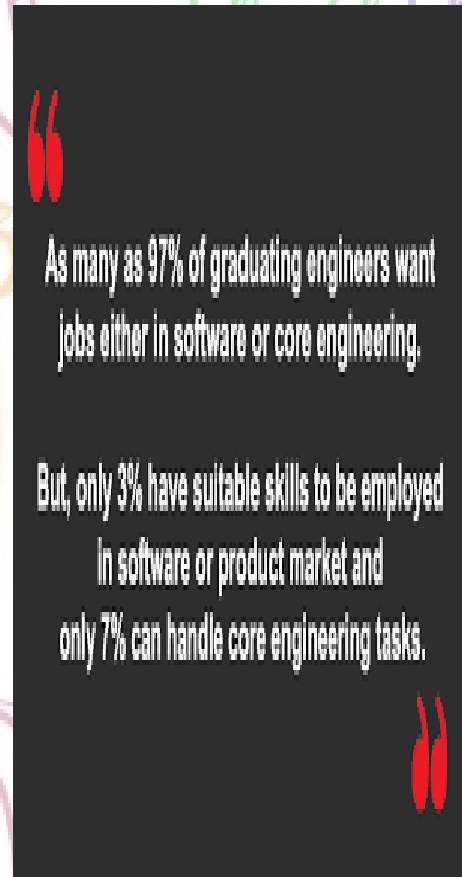 As many as 97% of graduating engineers want
jobs either in software or core engineering.
But, only 3% have suitable skills to be employed
in software or product market and
only 7% can handle core engineering tasks.